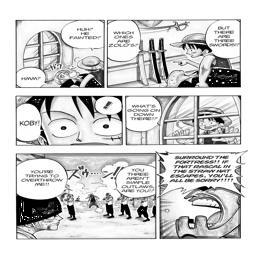 HUH?
HE
FAINTED?
HMM?
WHICH
ONES
ARE
ZOLO'S?
BUT
THERE
ARE
THREE
SWORDS!!
KOBY!
WHAT'S
GOING ON
DOWN
THERE!?
YOU'RE
TRYING TO
OVERTHROW
ME!!
YOU
THREE
AREN'T
SIMPLE
OUTLAWS,
ARE YOU!?
SURROUND THE
FORTRESS!! IF
THAT RASCAL IN
THE STRAW HAT
ESCAPES, YOU'LL
ALL BE SORRY!!!!